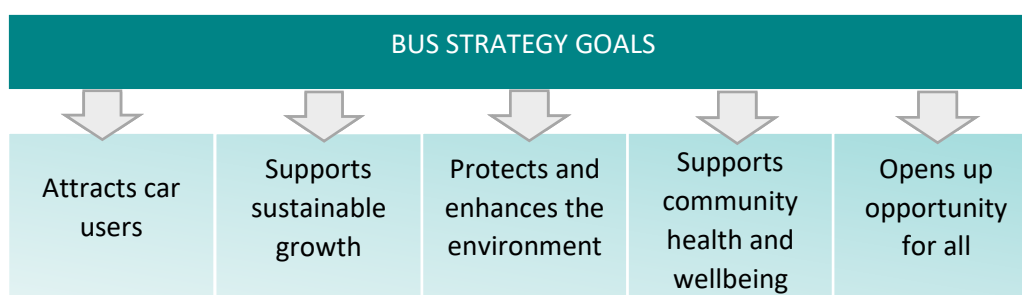 BUS STRATEGY GOALS
Attracts car
users
Supports
sustainable
growth
Protects and
enhances the
environment
Supports
community
health and
wellbeing
Opens up
opportunity
for all